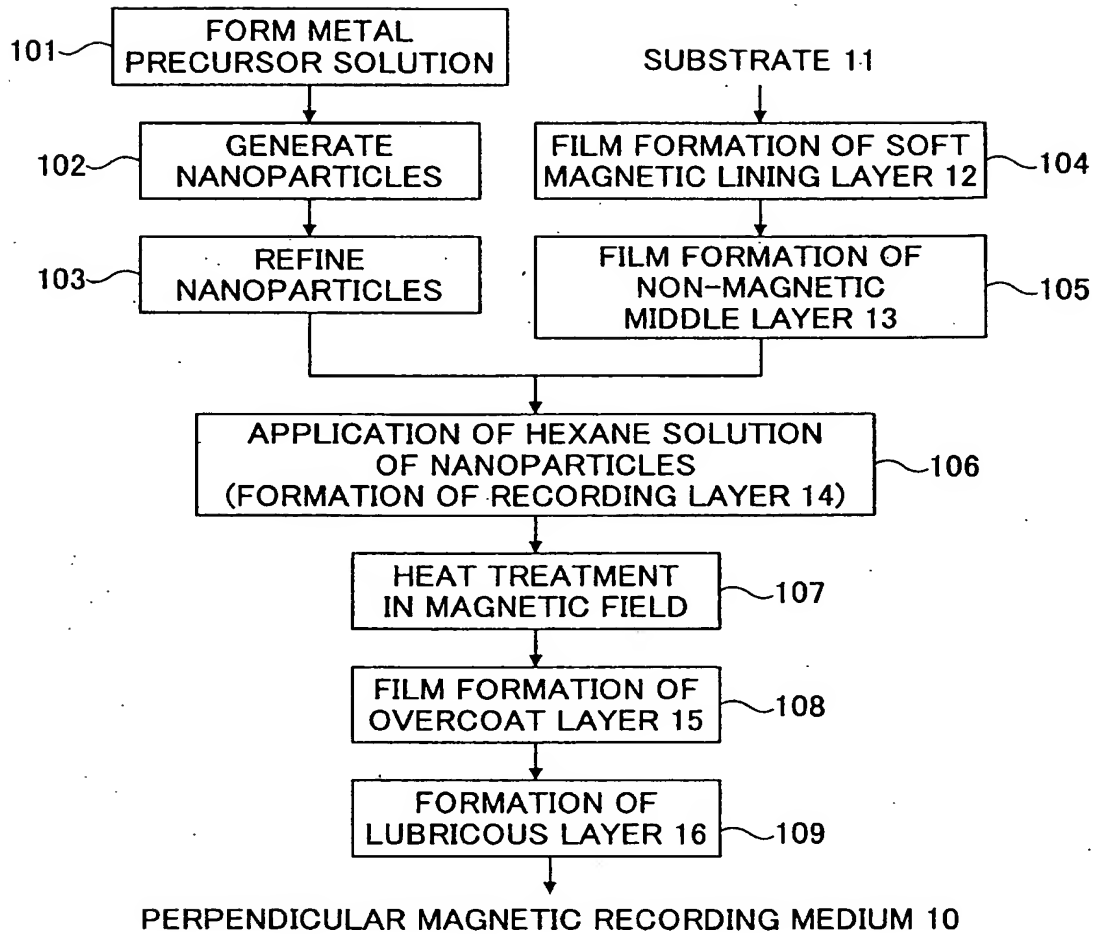 101
FORM METAL
PRECURSOR SOLUTION
102
GENERATE
NANOPARTICLES
103
REFINE
NANOPARTICLES
SUBSTRATE 11
FILM FORMATION OF SOFT
MAGNETIC LINING LAYER 12
104
FILM FORMATION OF
NON-MAGNETIC
MIDDLE LAYER 13
105
APPLICATION OF HEXANE SOLUTION
OF NANOPARTICLES
(FORMATION OF RECORDING LAYER 14)
106
HEAT TREATMENT
IN MAGNETIC FIELD
107
FILM FORMATION OF
OVERCOAT LAYER 15
108
FORMATION OF
LUBRICOUS LAYER 16
109
PERPENDICULAR MAGNETIC RECORDING MEDIUM 10